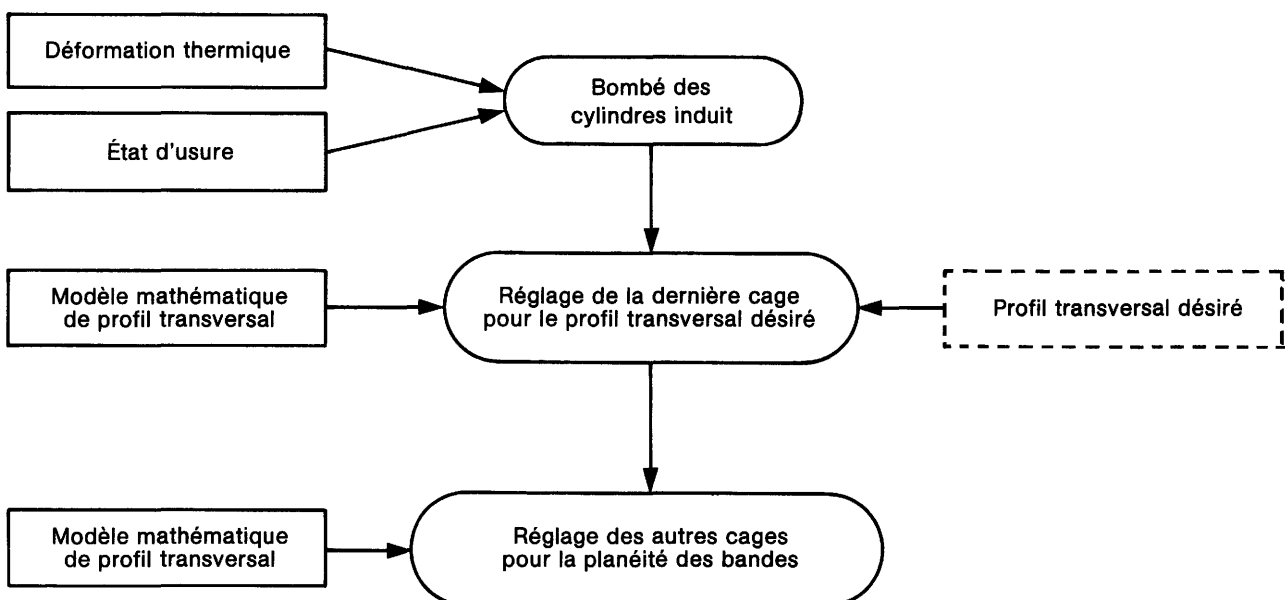 Déformation thermique
Bombé des
cylindres induit
État d'usure
Modèle mathématique
de profil transversal
Réglage de la dernière cage
pour le profil transversal désiré
Profil transversal désiré
Modèle mathématique
de profil transversal
Réglage des autres cages
pour la planéité des bandes